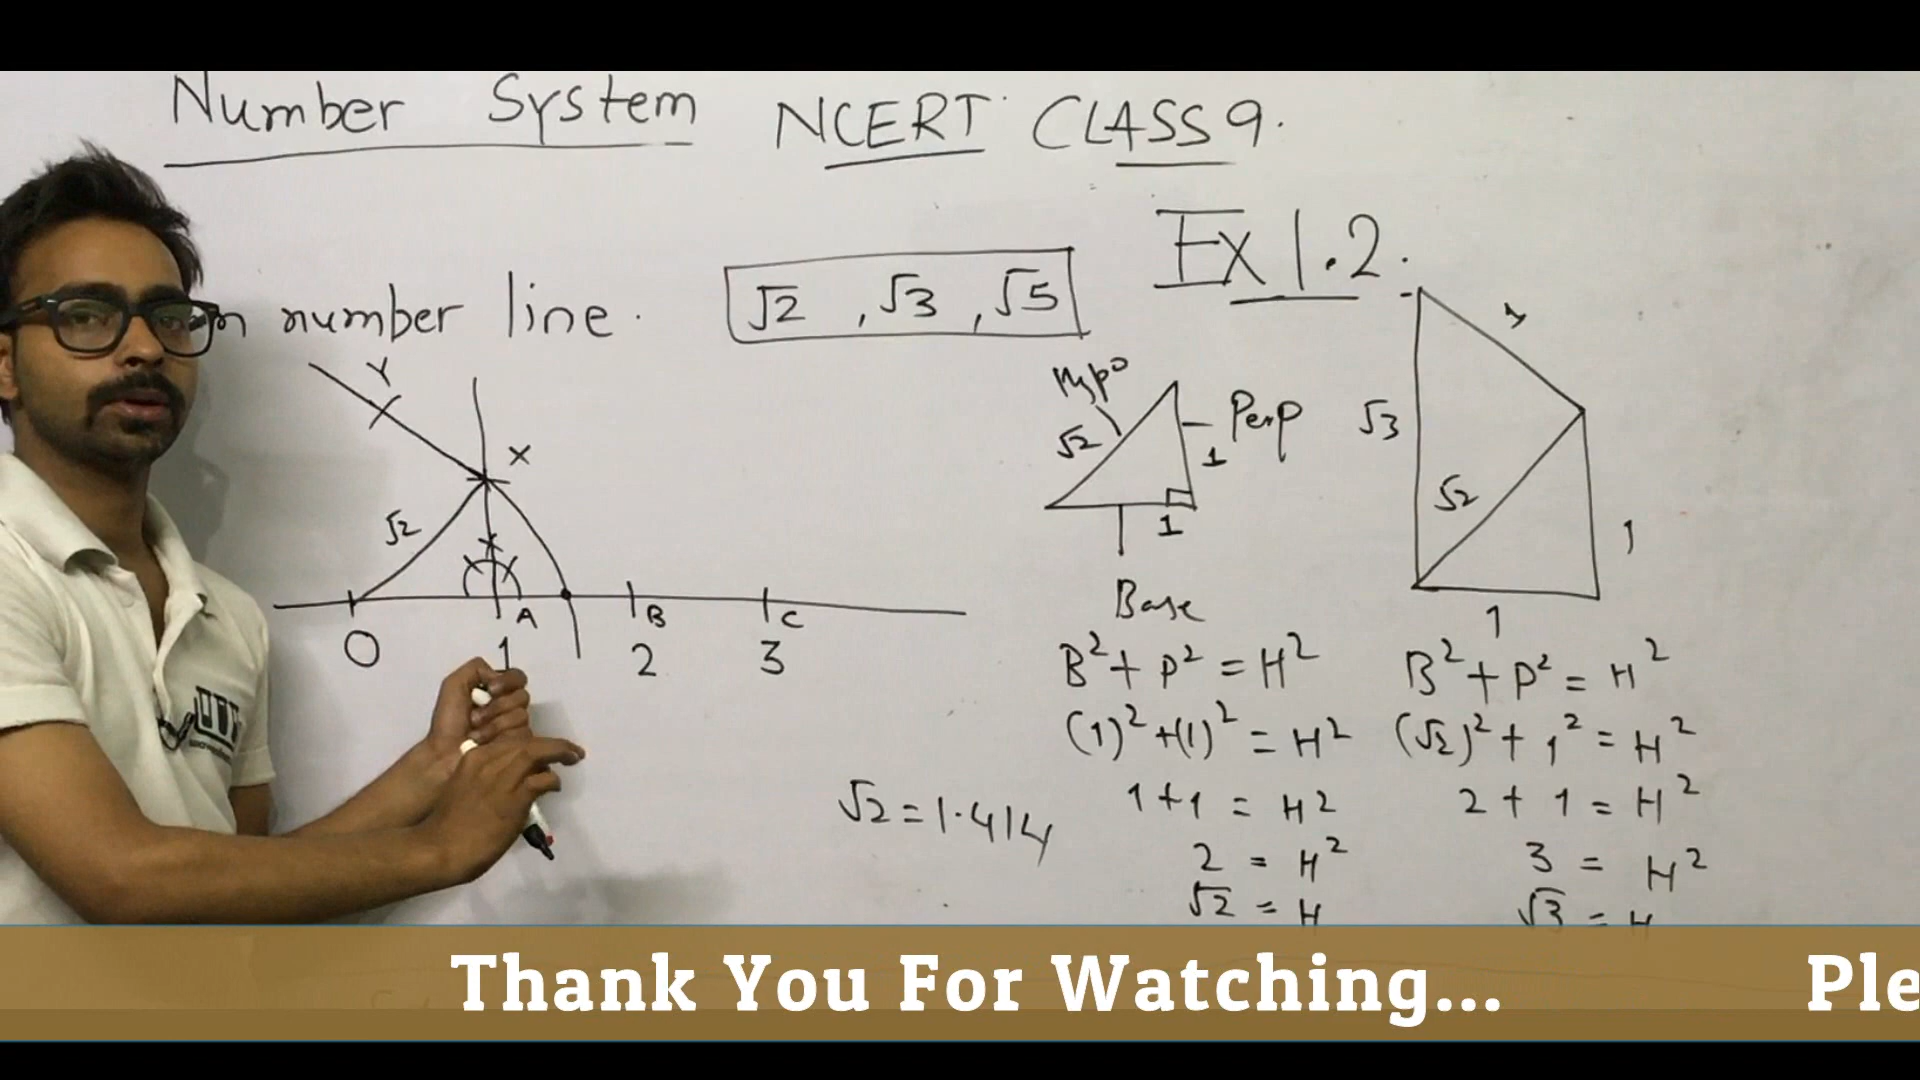 Number System NCERT CLASS 9.
Ex 1.2.
n number line.
√2 , √3 , √5
Y
X
√2
A B C
0 1 2 3
Hypo
√2
Perp
1
1
Base
B² + P² = H²
(1)² + (1)² = H²
1 + 1 = H²
2 = H²
√2 = H
1
√3
√2
1
1
B² + P² = H²
(√2)² + 1² = H²
2 + 1 = H²
3 = H²
√3 = H
√2 = 1.414
Thank You For Watching... Ple